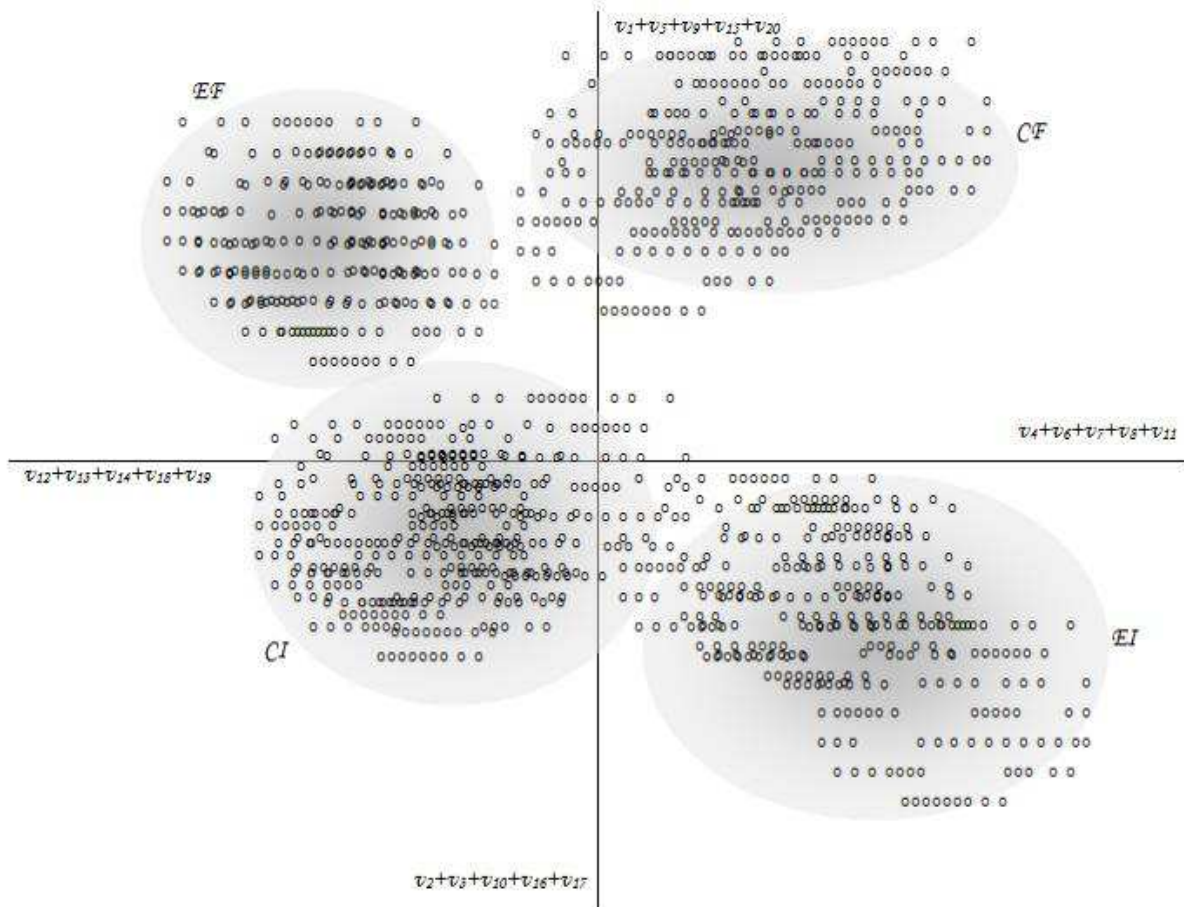 v₁+v₅+v₉+v₁₅+v₂₀
EF
CF
v₄+v₆+v₇+v₈+v₁₁
v₁₂+v₁₃+v₁₄+v₁₈+v₁₉
CI
EI
v₂+v₃+v₁₀+v₁₆+v₁₇